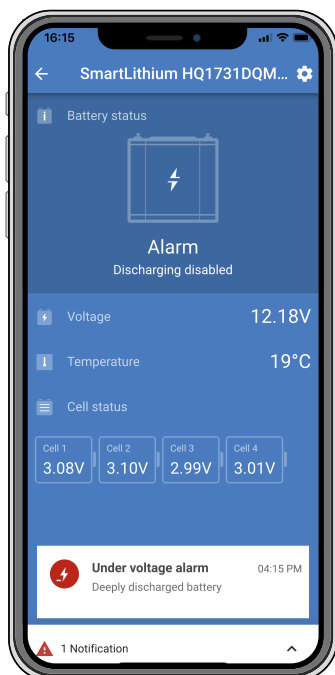 16:15
SmartLithium HQ1731DQM...
Battery status
Alarm
Discharging disabled
Voltage 12.18V
Temperature 19°C
Cell status
Cell 1 Cell 2 Cell 3 Cell 4
3.08V 3.10V 2.99V 3.01V
Under voltage alarm 04:15 PM
Deeply discharged battery
1 Notification